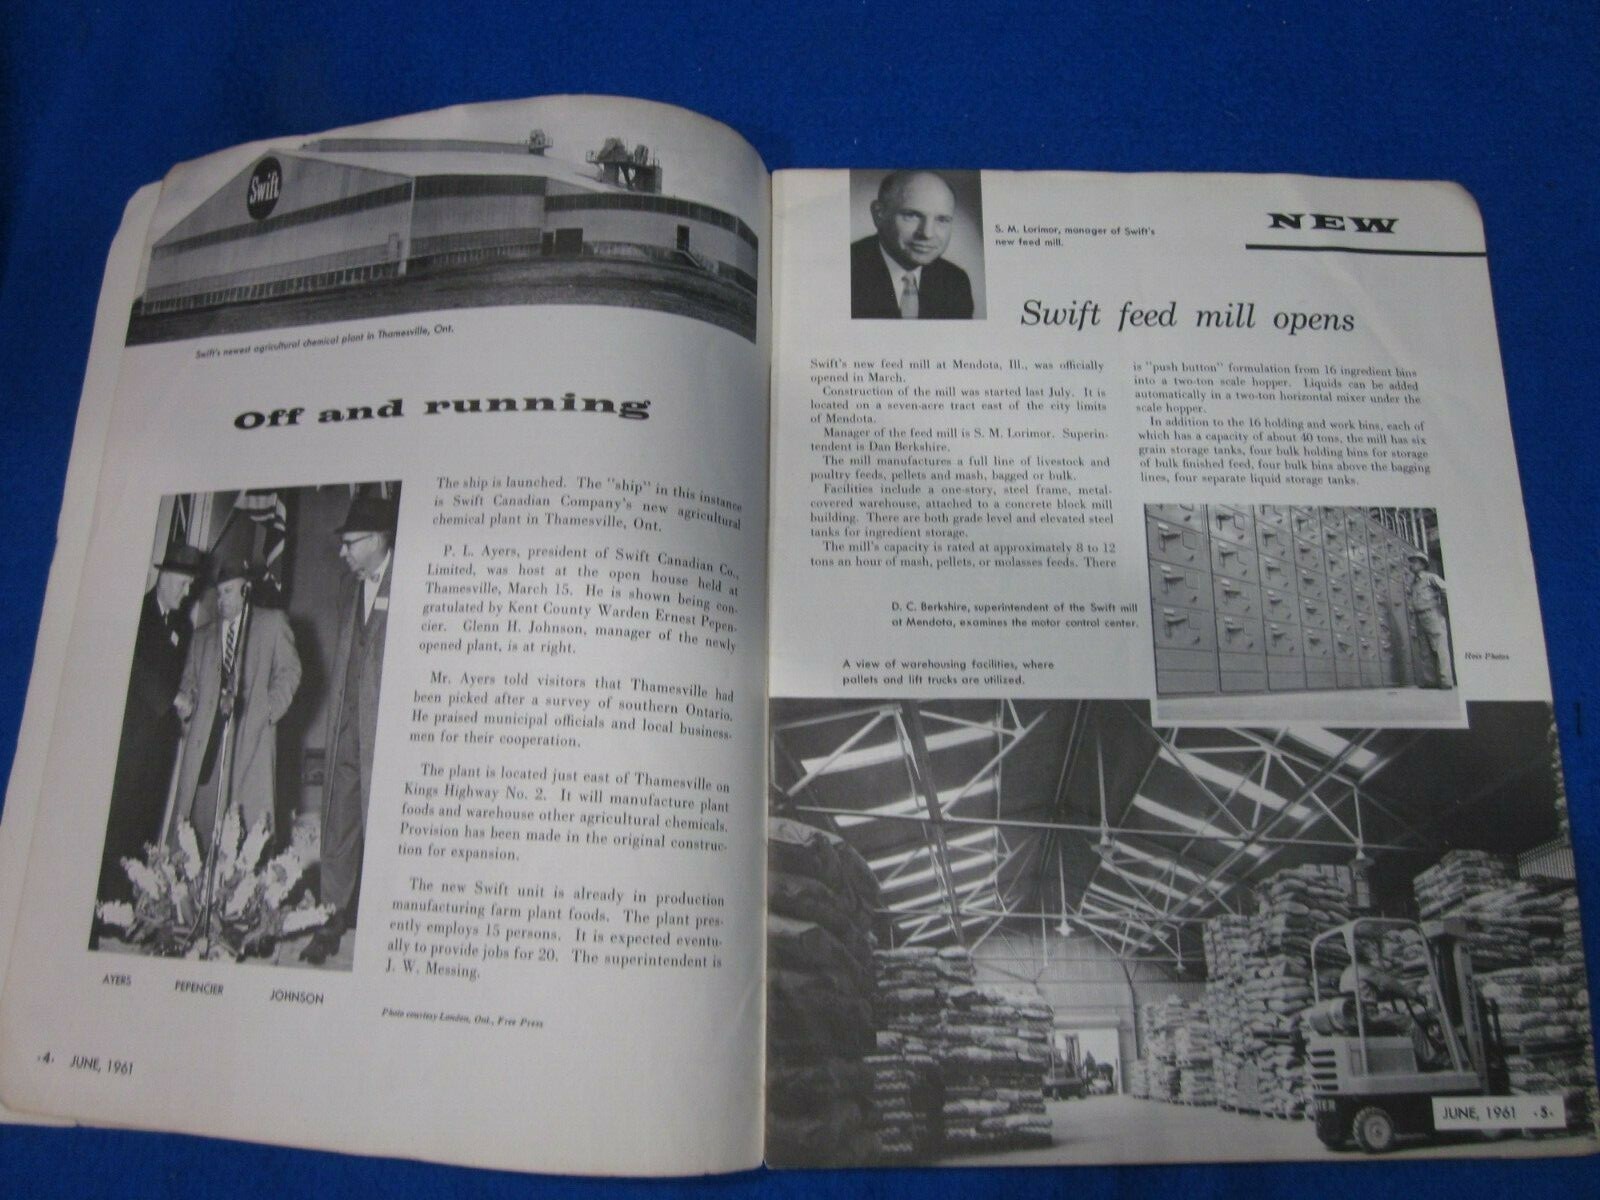 Swift
Swift's newest agricultural chemical plant in Thamesville, Ont.
Off and running
The ship is launched. The "ship" in this instance
is Swift Canadian Company's new agricultural
chemical plant in Thamesville, Ont.
P. L. Ayers, president of Swift Canadian Co.,
Limited, was host at the open house held at
Thamesville, March 15. He is shown being con-
gratulated by Kent County Warden Ernest Pepen-
cier. Glenn H. Johnson, manager of the newly
opened plant, is at right.
Mr. Ayers told visitors that Thamesville had
been picked after a survey of southern Ontario.
He praised municipal officials and local business-
men for their cooperation.
The plant is located just east of Thamesville on
Kings Highway No. 2. It will manufacture plant
foods and warehouse other agricultural chemicals.
Provision has been made in the original construc-
tion for expansion.
The new Swift unit is already in production
manufacturing farm plant foods. The plant pres-
ently employs 15 persons. It is expected eventu-
ally to provide jobs for 20. The superintendent is
J. W. Messing.
AYERS PEPENCIER JOHNSON
Photo courtesy London, Ont., Free Press
-4- JUNE, 1961
S. M. Lorimor, manager of Swift's
new feed mill.
NEW
Swift feed mill opens
Swift's new feed mill at Mendota, Ill., was officially
opened in March.
Construction of the mill was started last July. It is
located on a seven-acre tract east of the city limits
of Mendota.
Manager of the feed mill is S. M. Lorimor. Superin-
tendent is Dan Berkshire.
The mill manufactures a full line of livestock and
poultry feeds, pellets and mash, bagged or bulk.
Facilities include a one-story, steel frame, metal-
covered warehouse, attached to a concrete block mill
building. There are both grade level and elevated steel
tanks for ingredient storage.
The mill's capacity is rated at approximately 8 to 12
tons an hour of mash, pellets, or molasses feeds. There
is "push button" formulation from 16 ingredient bins
into a two-ton scale hopper. Liquids can be added
automatically in a two-ton horizontal mixer under the
scale hopper.
In addition to the 16 holding and work bins, each of
which has a capacity of about 40 tons, the mill has six
grain storage tanks, four bulk holding bins for storage
of bulk finished feed, four bulk bins above the bagging
lines, four separate liquid storage tanks.
D. C. Berkshire, superintendent of the Swift mill
at Mendota, examines the motor control center.
A view of warehousing facilities, where
pallets and lift trucks are utilized.
Photos
JUNE, 1961 -5-